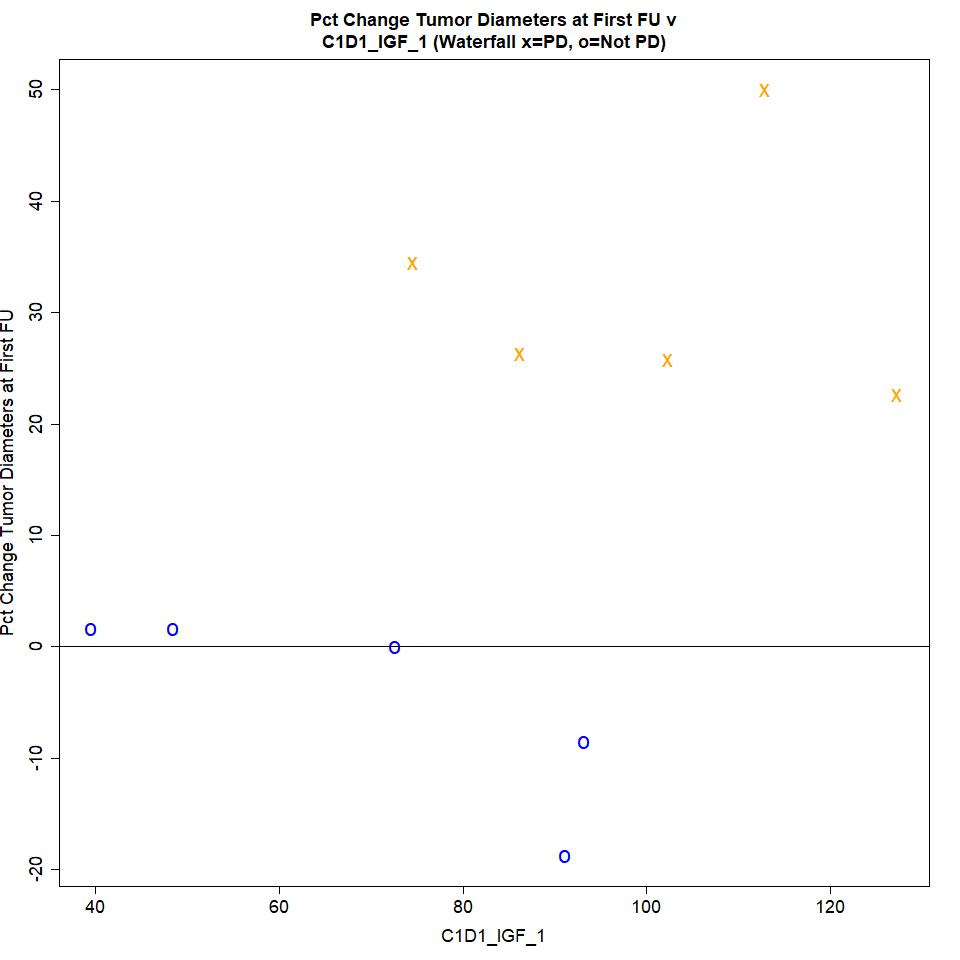 Pct Change Tumor Diameters at First FU v
C1D1_IGF_1 (Waterfall x=PD, o=Not PD)
Pct Change Tumor Diameters at First FU
50
40
30
20
10
0
-10
-20
X
X
X
X
X
O
O
O
O
O
40 60 80 100 120
C1D1_IGF_1